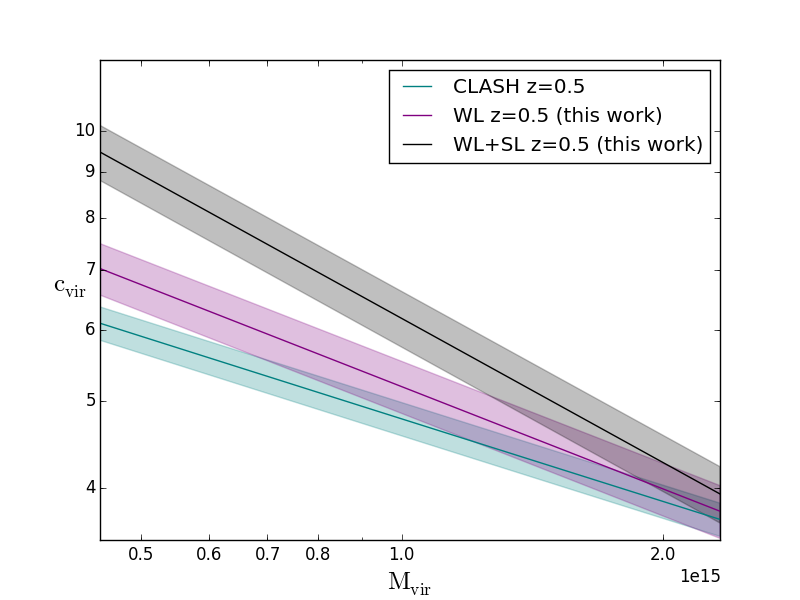 CLASH z=0.5
WL z=0.5 (this work)
WL+SL z=0.5 (this work)
10
9
8
7
c_vir
6
5
4
0.5 0.6 0.7 0.8 1.0 2.0
1e15
M_vir